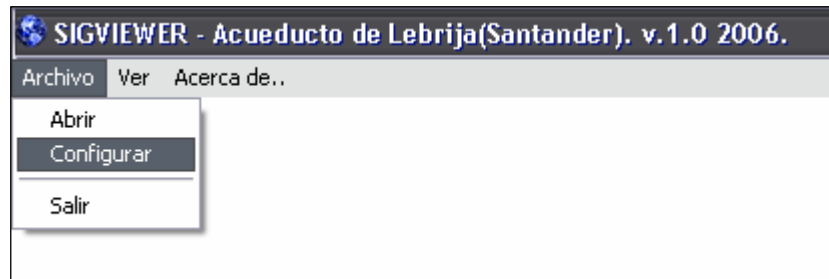 SIGVIEWER - Acueducto de Lebrija(Santander). v.1.0 2006.
Archivo Ver Acerca de..
Abrir
Configurar
Salir